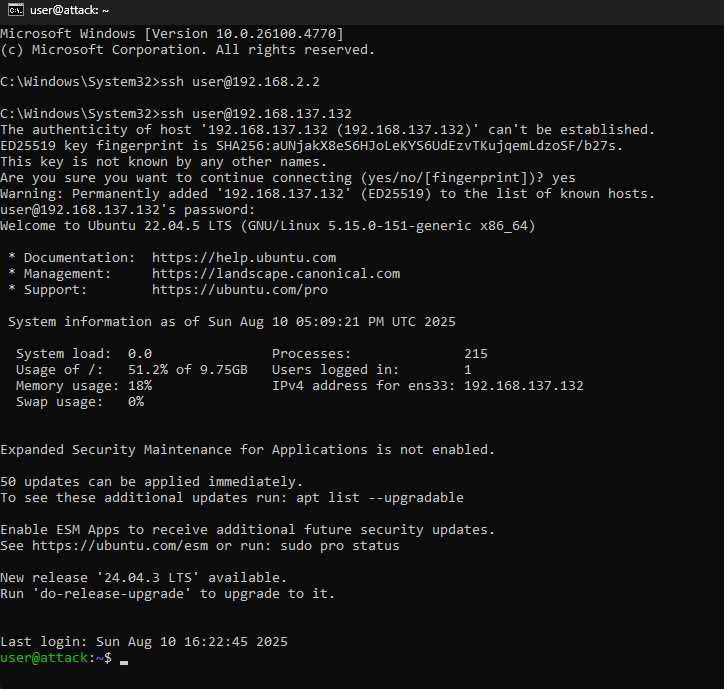 user@attack: ~
Microsoft Windows [Version 10.0.26100.4770]
(c) Microsoft Corporation. All rights reserved.
C:\Windows\System32>ssh user@192.168.2.2
C:\Windows\System32>ssh user@192.168.137.132
The authenticity of host '192.168.137.132 (192.168.137.132)' can't be established.
ED25519 key fingerprint is SHA256:aUNjakX8eS6HJoLeKYS6UdEzvTKujqemLdzoSF/b27s.
This key is not known by any other names.
Are you sure you want to continue connecting (yes/no/[fingerprint])? yes
Warning: Permanently added '192.168.137.132' (ED25519) to the list of known hosts.
user@192.168.137.132's password:
Welcome to Ubuntu 22.04.5 LTS (GNU/Linux 5.15.0-151-generic x86_64)
* Documentation:  https://help.ubuntu.com
* Management:     https://landscape.canonical.com
* Support:        https://ubuntu.com/pro
System information as of Sun Aug 10 05:09:21 PM UTC 2025
System load:  0.0               Processes:              215
Usage of /:   51.2% of 9.75GB   Users logged in:        1
Memory usage: 18%               IPv4 address for ens33: 192.168.137.132
Swap usage:   0%
Expanded Security Maintenance for Applications is not enabled.
50 updates can be applied immediately.
To see these additional updates run: apt list --upgradable
Enable ESM Apps to receive additional future security updates.
See https://ubuntu.com/esm or run: sudo pro status
New release '24.04.3 LTS' available.
Run 'do-release-upgrade' to upgrade to it.
Last login: Sun Aug 10 16:22:45 2025
user@attack:~$